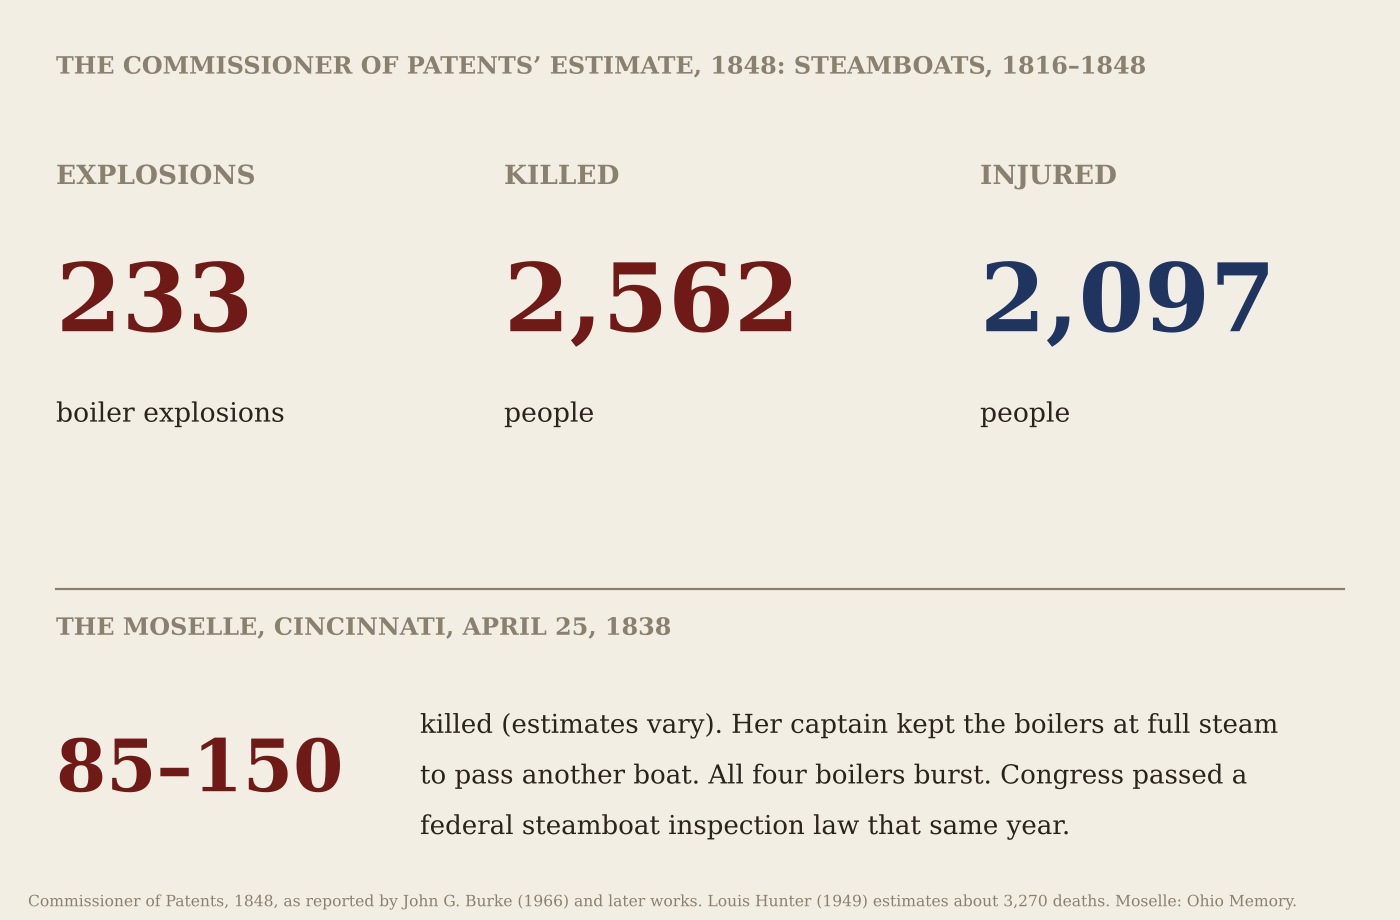 THE COMMISSIONER OF PATENTS’ ESTIMATE, 1848: STEAMBOATS, 1816–1848
EXPLOSIONS
233
boiler explosions
KILLED
2,562
people
INJURED
2,097
people
THE MOSELLE, CINCINNATI, APRIL 25, 1838
85–150
killed (estimates vary). Her captain kept the boilers at full steam
to pass another boat. All four boilers burst. Congress passed a
federal steamboat inspection law that same year.
Commissioner of Patents, 1848, as reported by John G. Burke (1966) and later works. Louis Hunter (1949) estimates about 3,270 deaths. Moselle: Ohio Memory.